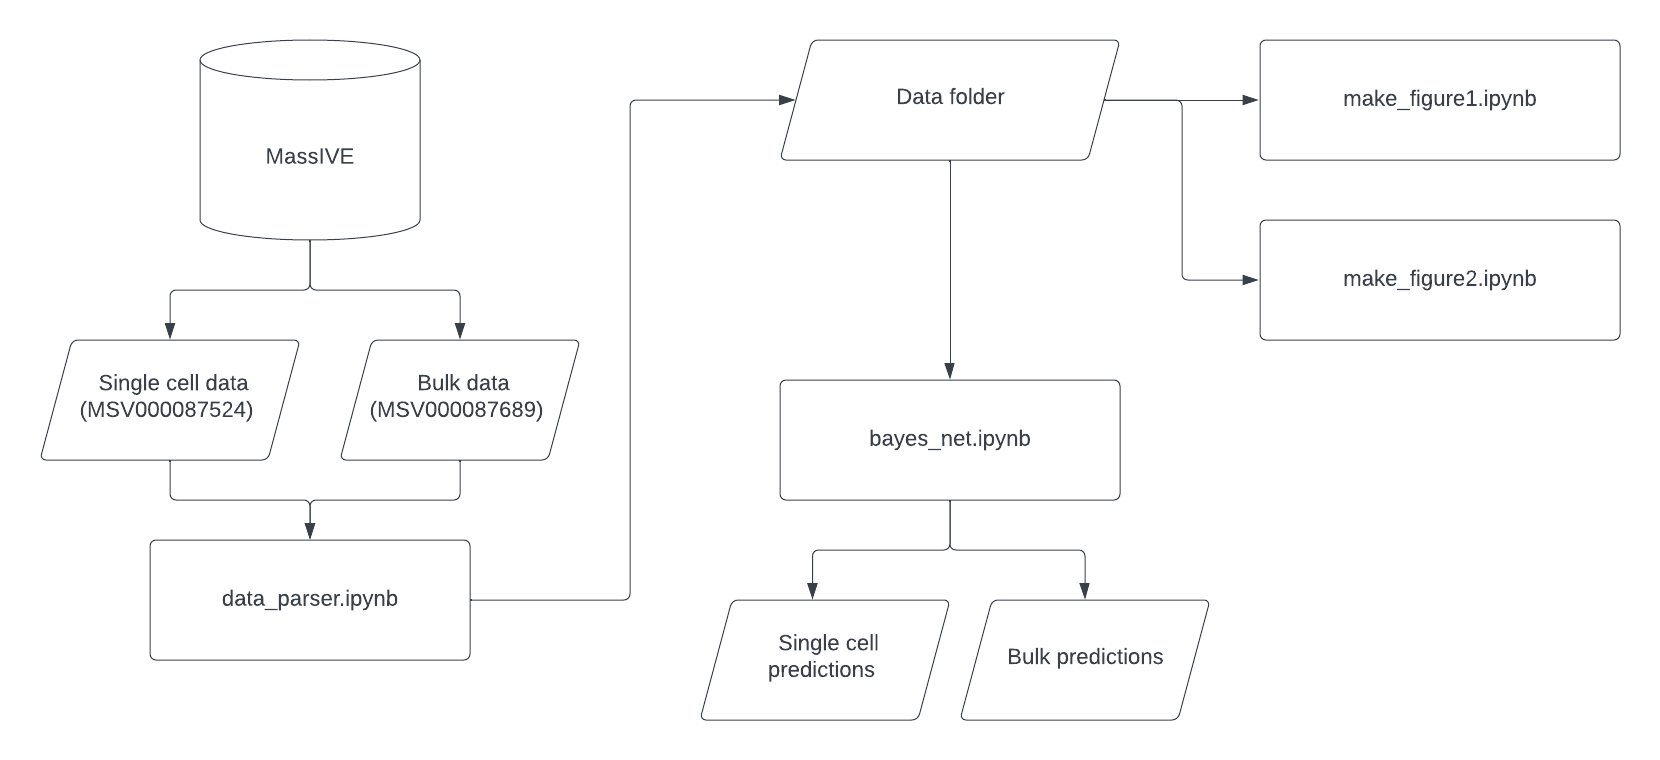 MassIVE
Single cell data
(MSV000087524)
Bulk data
(MSV000087689)
data_parser.ipynb
Data folder
make_figure1.ipynb
make_figure2.ipynb
bayes_net.ipynb
Single cell
predictions
Bulk predictions